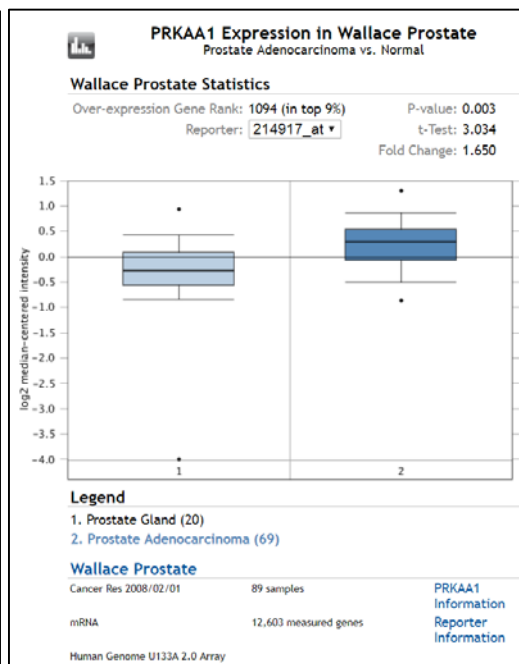 PRKAA1 Expression in Wallace Prostate
Prostate Adenocarcinoma vs. Normal
Wallace Prostate Statistics
Over-expression Gene Rank: 1094 (in top 9%) P-value: 0.003
Reporter: 214917_at t-Test: 3.034
Fold Change: 1.650
1.5
1.0
0.5
0.0
-0.5
-1.0
-1.5
-2.0
-2.5
-3.0
-3.5
-4.0
log2 median-centered intensity
1 2
Legend
1. Prostate Gland (20)
2. Prostate Adenocarcinoma (69)
Wallace Prostate
Cancer Res 2008/02/01 89 samples PRKAA1
Information
mRNA 12,603 measured genes Reporter
Information
Human Genome U133A 2.0 Array